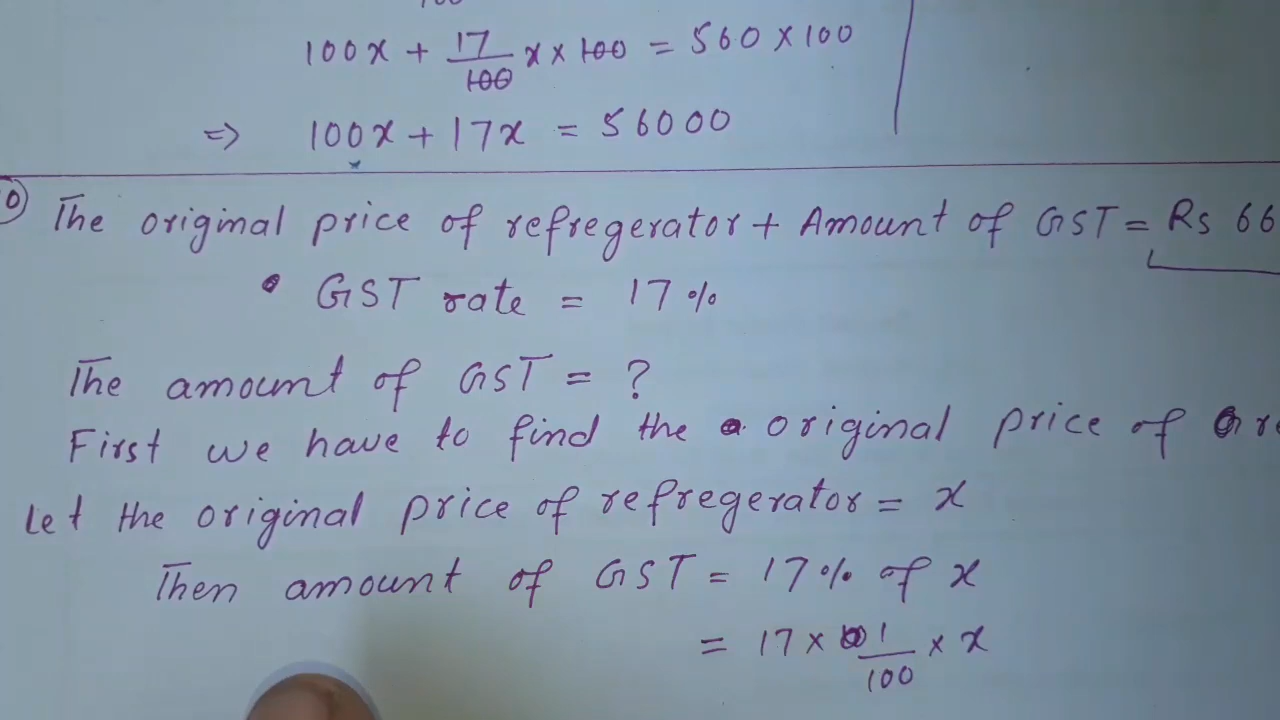 100x + 17/100 x × 100 = 560 × 100
=> 100x + 17x = 56000
The original price of refregerator + Amount of GST = Rs 66
• GST rate = 17%
The amount of GST = ?
First we have to find the original price of
Let the original price of refregerator = x
Then amount of GST = 17% of x
= 17 × 1/100 × x